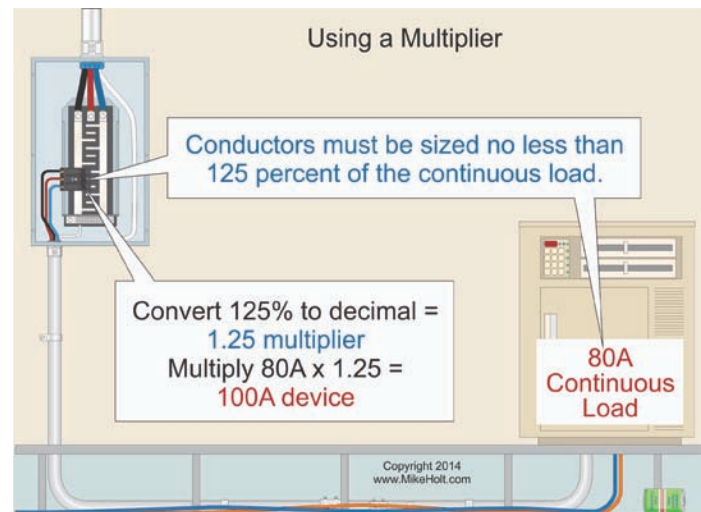 Using a Multiplier
Conductors must be sized no less than
125 percent of the continuous load.
Convert 125% to decimal =
1.25 multiplier
Multiply 80A x 1.25 =
100A device
80A
Continuous
Load
Copyright 2014
www.MikeHolt.com